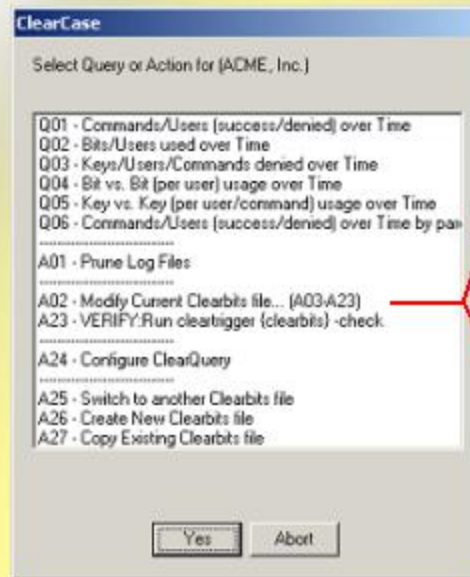 ClearCase
Select Query or Action for (ACME, Inc.)
Q01 - Commands/Users (success/denied) over Time
Q02 - Bits/Users used over Time
Q03 - Keys/Users/Commands denied over Time
Q04 - Bit vs. Bit (per user) usage over Time
Q05 - Key vs. Key (per user/command) usage over Time
Q06 - Commands/Users (success/denied) over Time by
A01 - Prune Log Files
A02 - Modify Current Clearbits file... (A03-A23)
A23 - VERIFY:Run cleartrigger {clearbits} -check
A24 - Configure ClearQuery
A25 - Switch to another Clearbits file
A26 - Create New Clearbits file
A27 - Copy Existing Clearbits file
Yes Abort